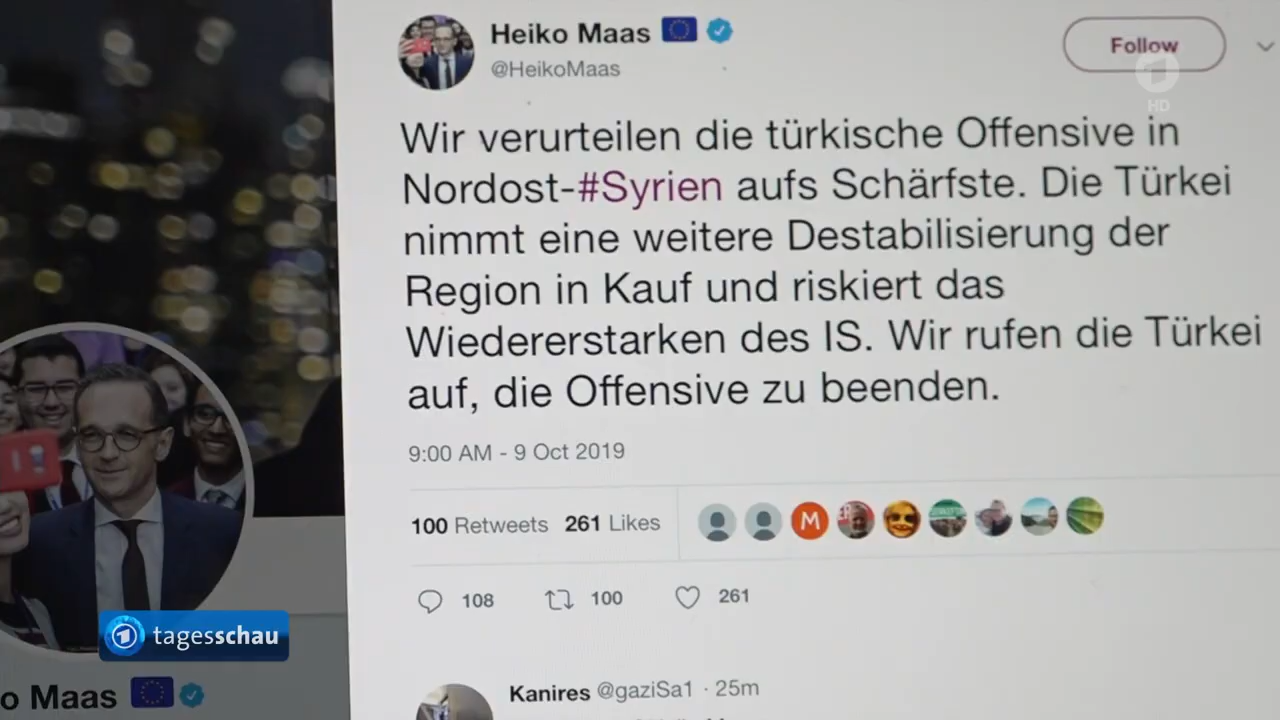 Heiko Maas
@HeikoMaas
Follow
1
HD
Wir verurteilen die türkische Offensive in
Nordost-#Syrien aufs Schärfste. Die Türkei
nimmt eine weitere Destabilisierung der
Region in Kauf und riskiert das
Wiedererstarken des IS. Wir rufen die Türkei
auf, die Offensive zu beenden.
9:00 AM - 9 Oct 2019
100 Retweets 261 Likes
M
108 100 261
1 tagesschau
o Maas
Kanires @gaziSa1 · 25m